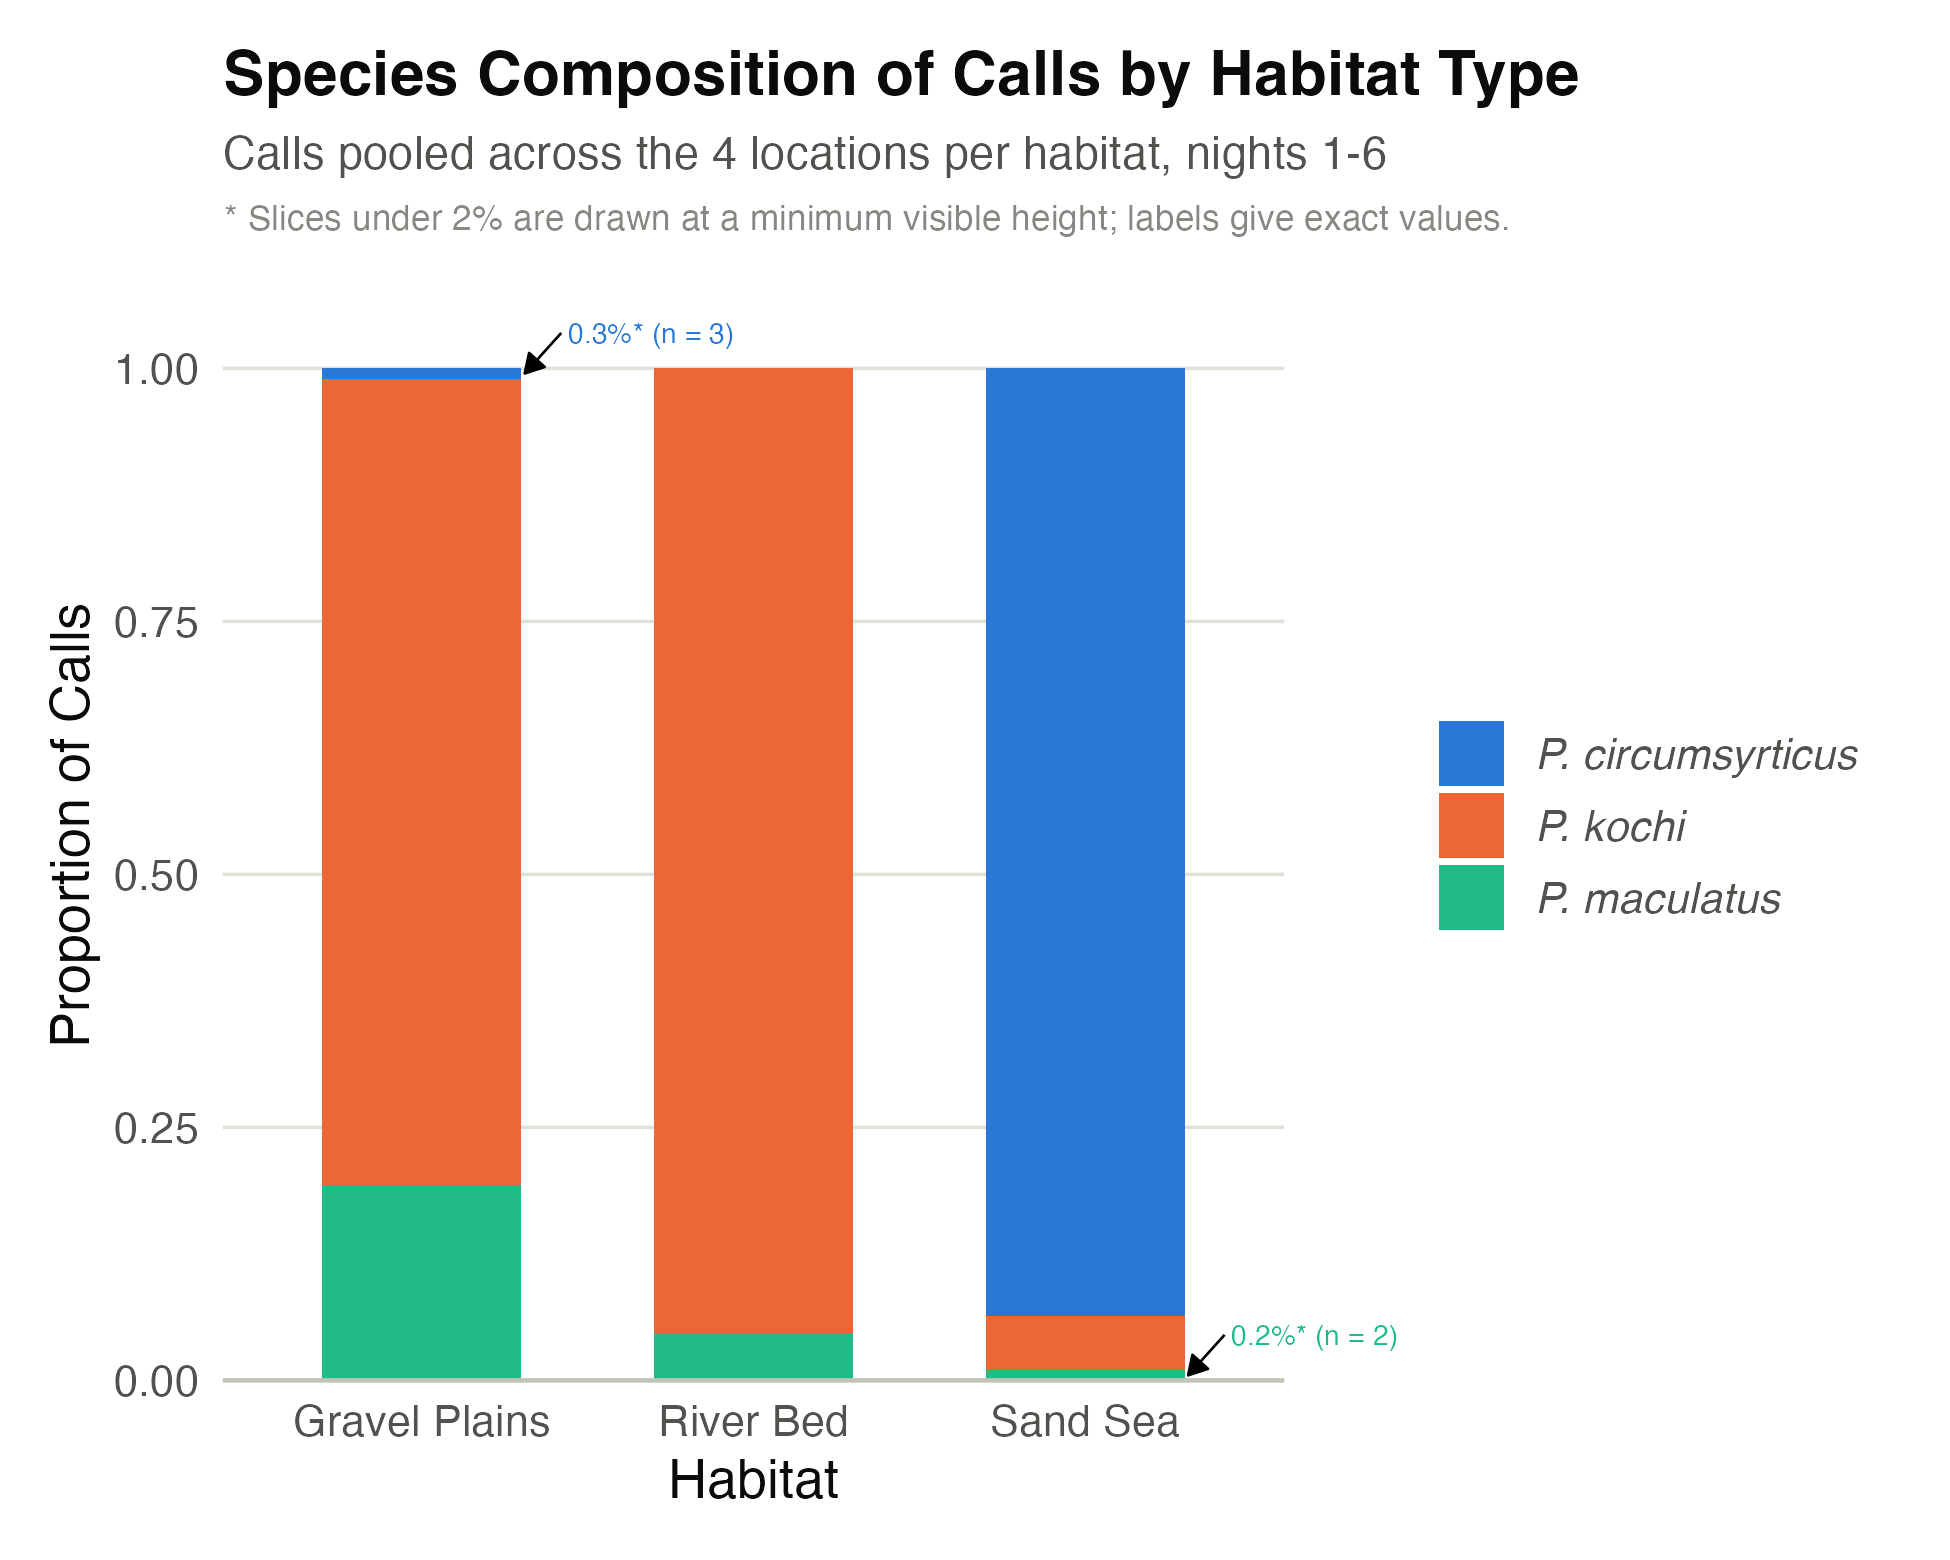 Species Composition of Calls by Habitat Type
Calls pooled across the 4 locations per habitat, nights 1-6
* Slices under 2% are drawn at a minimum visible height; labels give exact values.
0.3%* (n = 3)
1.00
0.75
0.50
0.25
0.00
Proportion of Calls
P. circumsyrticus
P. kochi
P. maculatus
0.2%* (n = 2)
Gravel Plains
River Bed
Sand Sea
Habitat